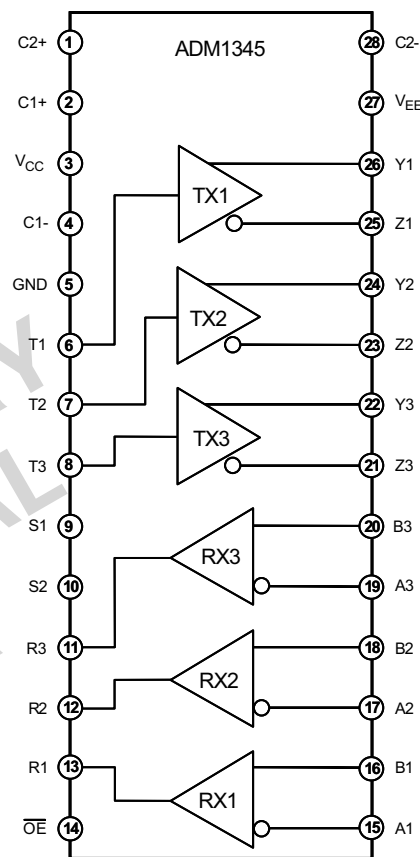 ADM1345
C2+ 1
C1+ 2
VCC 3
C1- 4
GND 5
T1 6
T2 7
T3 8
S1 9
S2 10
R3 11
R2 12
R1 13
OE 14
28 C2-
27 VEE
26 Y1
25 Z1
24 Y2
23 Z2
22 Y3
21 Z3
20 B3
19 A3
18 B2
17 A2
16 B1
15 A1
TX1
TX2
TX3
RX3
RX2
RX1